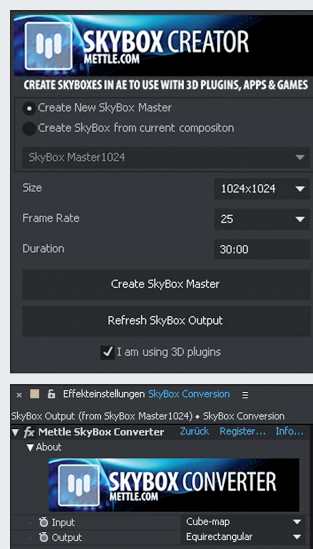 SKYBOX CREATOR
METTLE.COM
CREATE SKYBOXES IN AE TO USE WITH 3D PLUGINS, APPS & GAMES
Create New SkyBox Master
Create SkyBox from current compositon
SkyBox Master1024
Size 1024x1024
Frame Rate 25
Duration 30:00
Create SkyBox Master
Refresh SkyBox Output
I am using 3D plugins
Effekteinstellungen SkyBox Conversion
SkyBox Output (from SkyBox Master1024) • SkyBox Conversion
fx Mettle SkyBox Converter Zurück Register... Info...
About
SKYBOX CONVERTER
METTLE.COM
Input Cube-map
Output Equirectangular